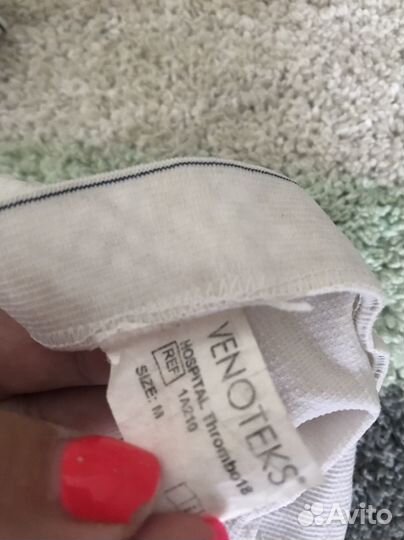 VENOTEKS®
HOSPITAL Thrombo18
REF 1A210
SIZE: M
Avito